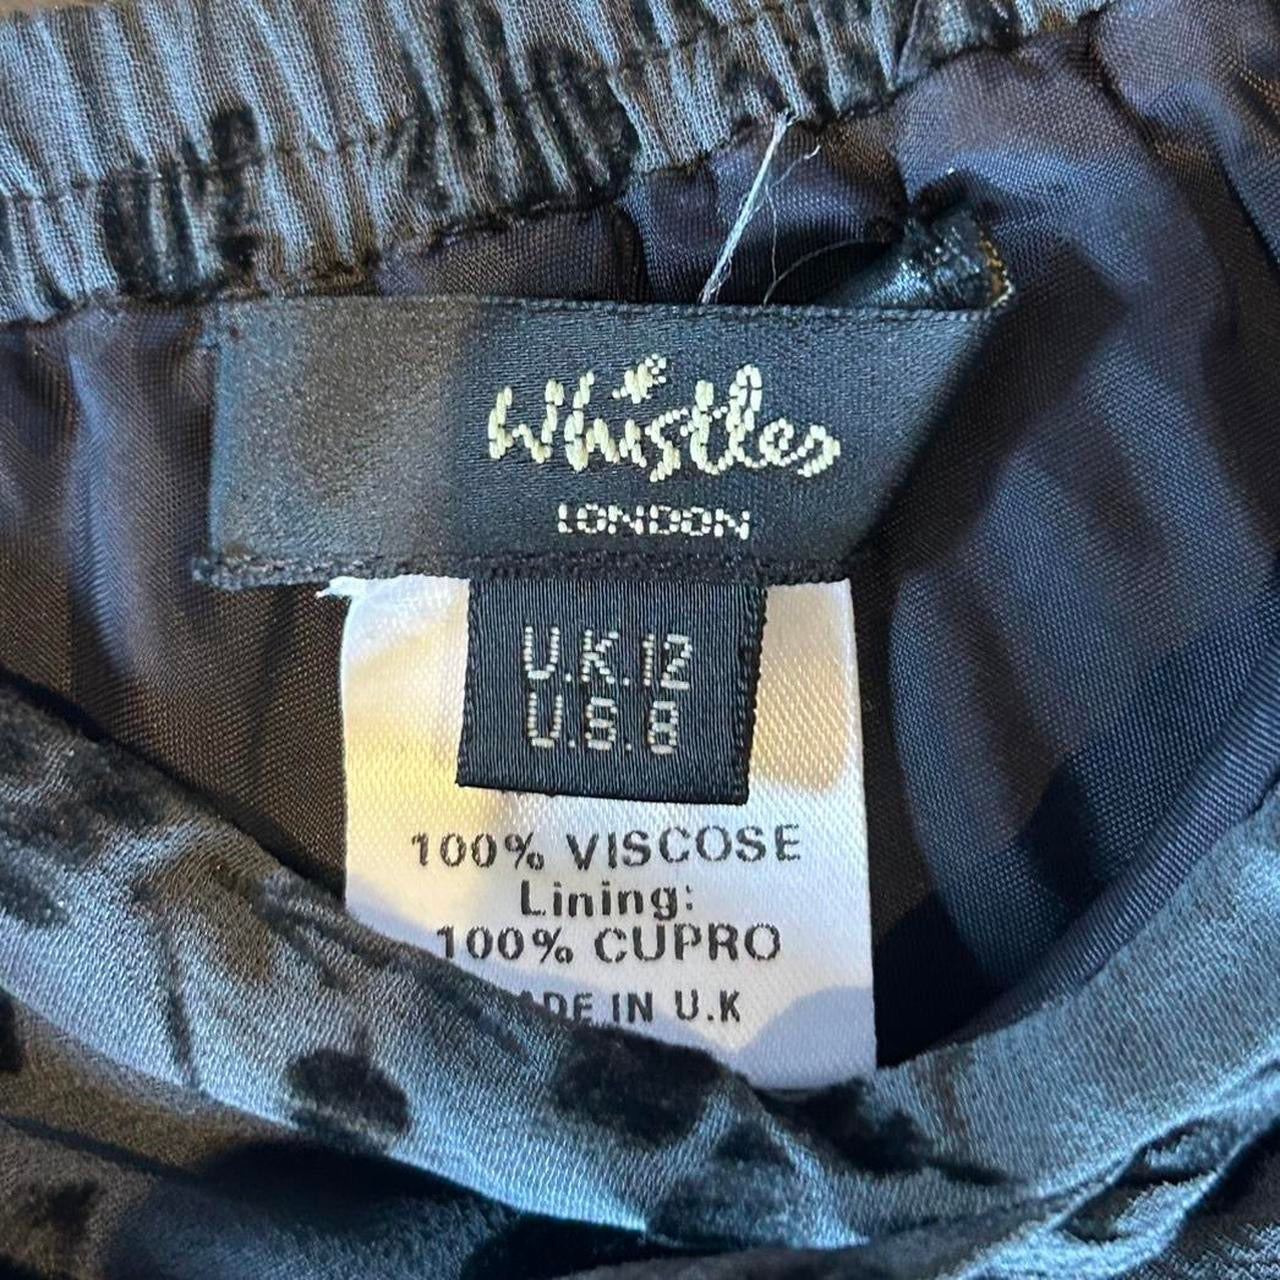 Whistles
LONDON
U.K.12
U.S.8
100% VISCOSE
Lining:
100% CUPRO
ADE IN U.K